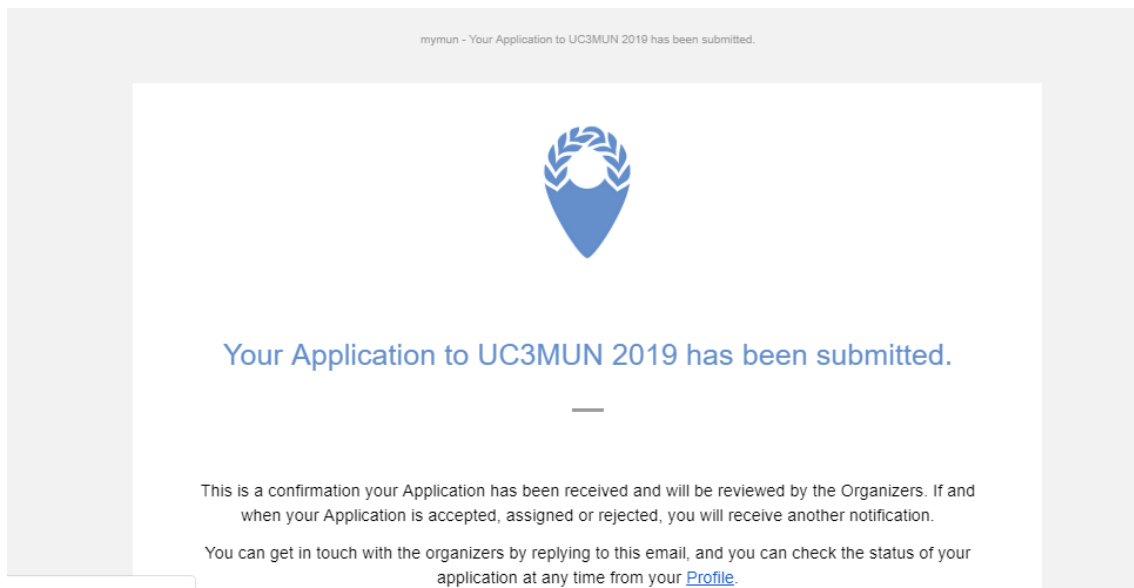 mymun - Your Application to UC3MUN 2019 has been submitted.
Your Application to UC3MUN 2019 has been submitted.
This is a confirmation your Application has been received and will be reviewed by the Organizers. If and
when your Application is accepted, assigned or rejected, you will receive another notification.
You can get in touch with the organizers by replying to this email, and you can check the status of your
application at any time from your Profile.